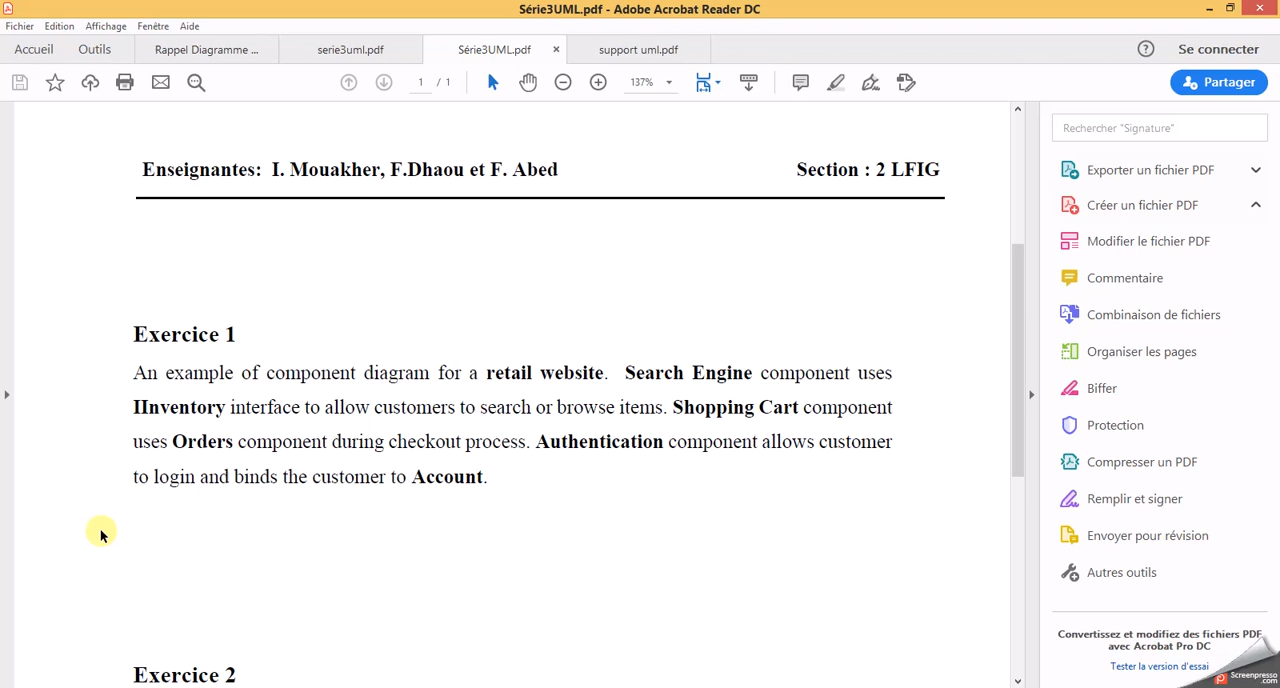 Série3UML.pdf - Adobe Acrobat Reader DC
Fichier Edition Affichage Fenêtre Aide
Accueil Outils Rappel Diagramme ... serie3uml.pdf Série3UML.pdf × support uml.pdf Se connecter
1 / 1 137% Partager
Enseignantes: I. Mouakher, F.Dhaou et F. Abed Section : 2 LFIG
Exercice 1
An example of component diagram for a retail website. Search Engine component uses
IInventory interface to allow customers to search or browse items. Shopping Cart component
uses Orders component during checkout process. Authentication component allows customer
to login and binds the customer to Account.
Exercice 2
Rechercher "Signature"
Exporter un fichier PDF
Créer un fichier PDF
Modifier le fichier PDF
Commentaire
Combinaison de fichiers
Organiser les pages
Biffer
Protection
Compresser un PDF
Remplir et signer
Envoyer pour révision
Autres outils
Convertissez et modifiez des fichiers PDF
avec Acrobat Pro DC
Tester la version d'essai
Screenpresso
.com